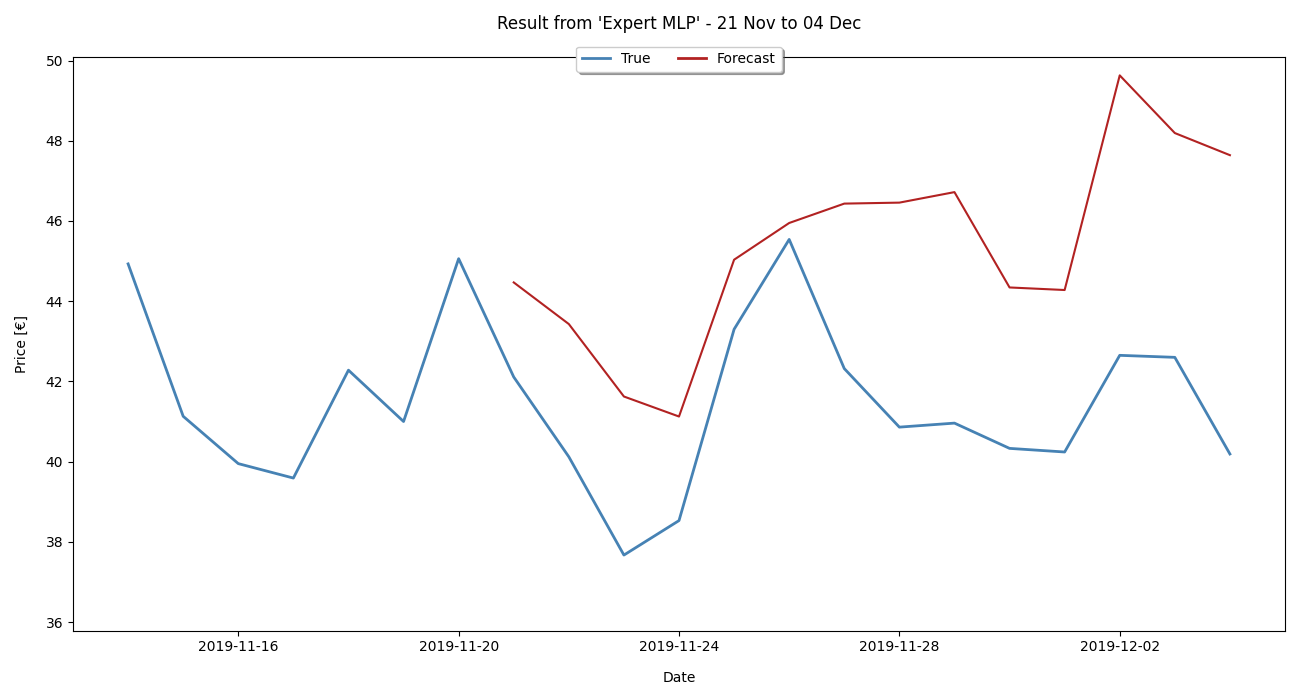 Result from 'Expert MLP' - 21 Nov to 04 Dec
True Forecast
Price [€]
50
48
46
44
42
40
38
36
2019-11-16 2019-11-20 2019-11-24 2019-11-28 2019-12-02
Date